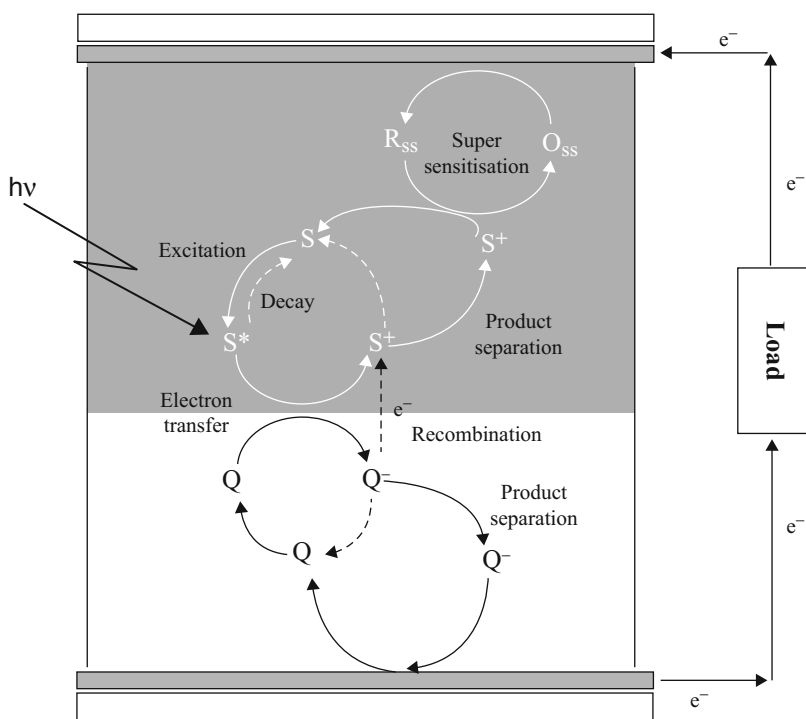 e⁻
R_ss
Super
sensitisation
O_ss
e⁻
hν
S
S⁺
Excitation
Decay
S*
S⁺
Product
separation
Load
Electron
transfer
e⁻
Recombination
Q
Q⁻
Product
separation
e⁻
Q
Q⁻
e⁻